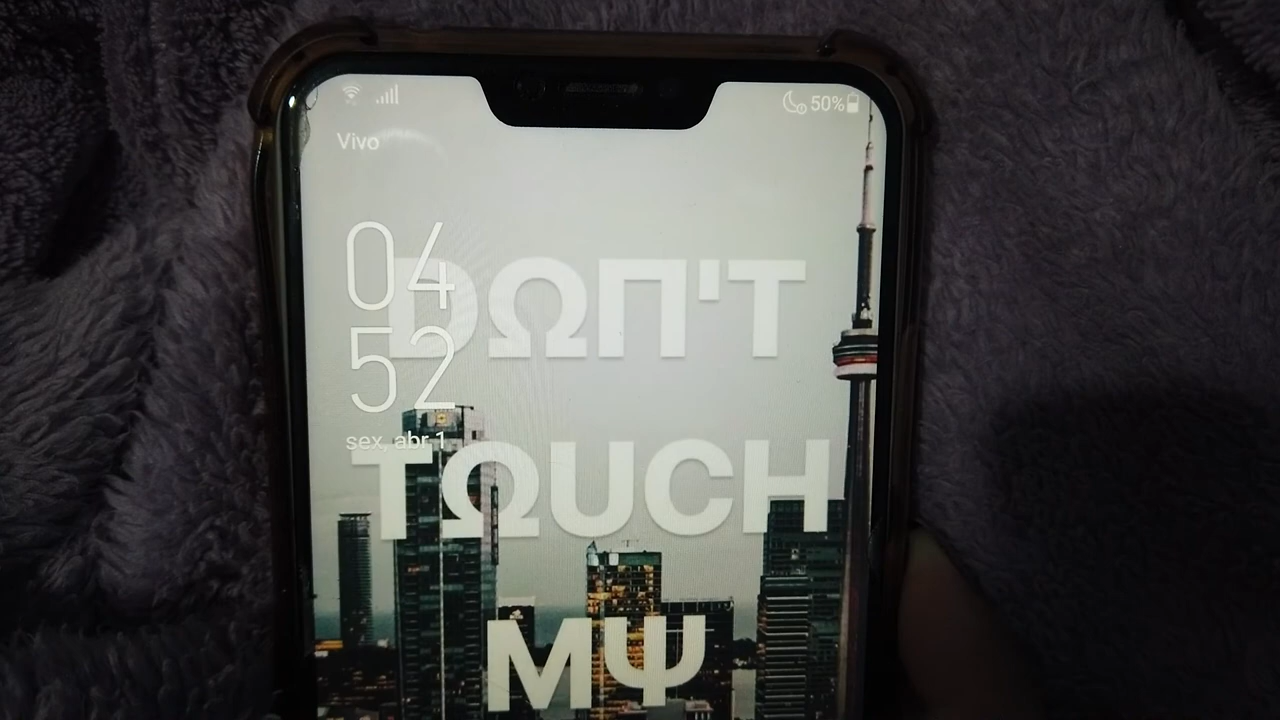 50%
Vivo
04
52
sex, abr 1
DΩΠ'T
TΩUCH
MΨ